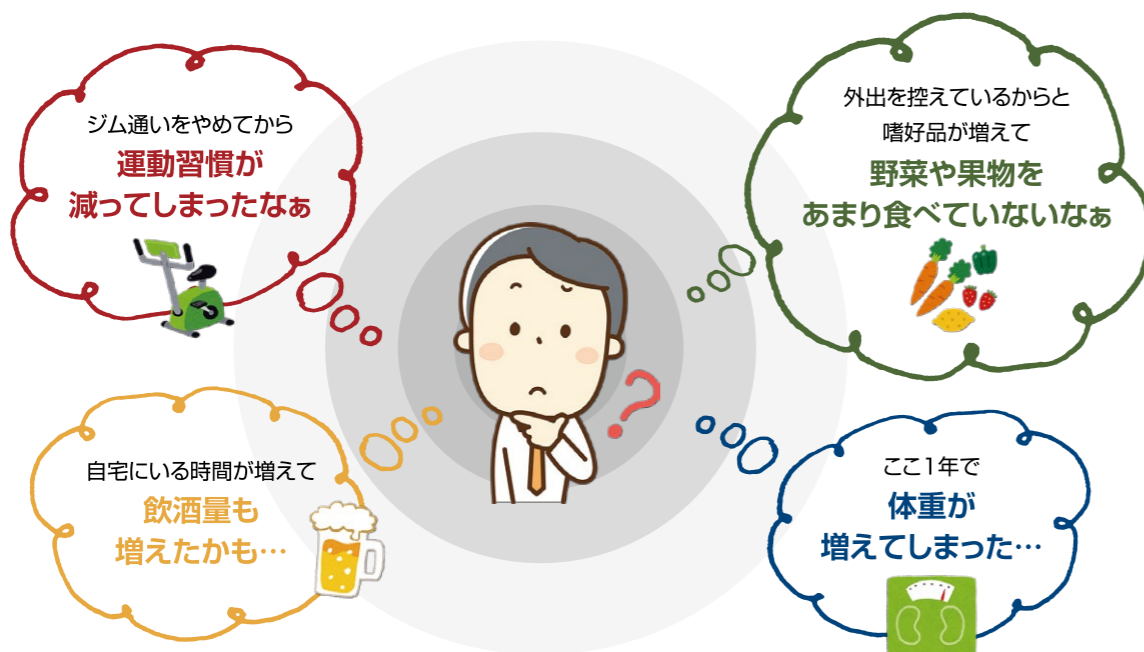 ジム通いをやめてから
運動習慣が
減ってしまったなぁ
外出を控えているからと
嗜好品が増えて
野菜や果物を
あまり食べていないなぁ
?
自宅にいる時間が増えて
飲酒量も
増えたかも…
ここ1年で
体重が
増えてしまった…